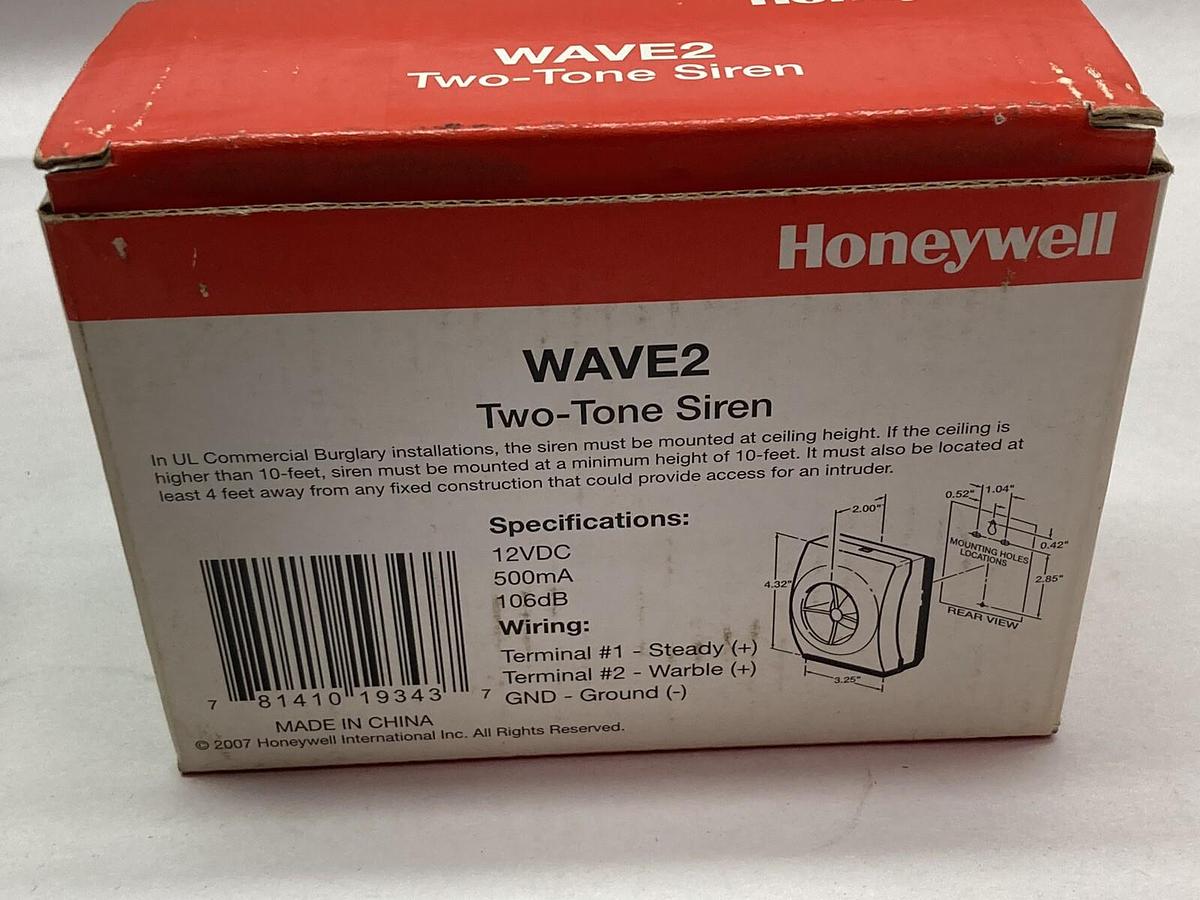 WAVE2
Two-Tone Siren
Honeywell
WAVE2
Two-Tone Siren
In UL Commercial Burglary installations, the siren must be mounted at ceiling height. If the ceiling is
higher than 10-feet, siren must be mounted at a minimum height of 10-feet. It must also be located at
least 4 feet away from any fixed construction that could provide access for an intruder.
Specifications:
12VDC
500mA
106dB
Wiring:
Terminal #1 - Steady (+)
Terminal #2 - Warble (+)
GND - Ground (-)
7 81410 19343 7
MADE IN CHINA
© 2007 Honeywell International Inc. All Rights Reserved.
2.00"
4.32"
3.25"
0.52" 1.04"
0.42"
MOUNTING HOLES
LOCATIONS
2.85"
REAR VIEW